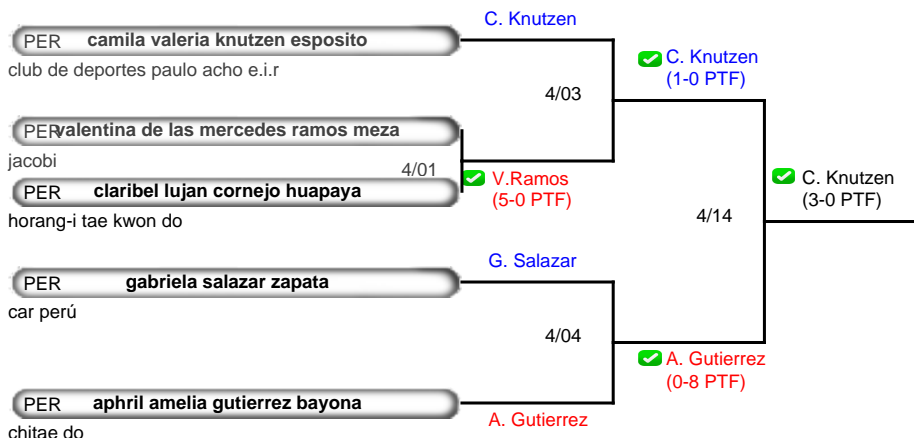 C. Knutzen
PER camila valeria knutzen esposito
club de deportes paulo acho e.i.r
C. Knutzen
(1-0 PTF)
4/03
PER valentina de las mercedes ramos meza
jacobi
4/01
V.Ramos
(5-0 PTF)
C. Knutzen
(3-0 PTF)
PER claribel lujan cornejo huapaya
horang-i tae kwon do
4/14
G. Salazar
PER gabriela salazar zapata
car perú
4/04
A. Gutierrez
(0-8 PTF)
PER aphril amelia gutierrez bayona
A. Gutierrez
chitae do